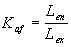 K_af = L_en / L_ex